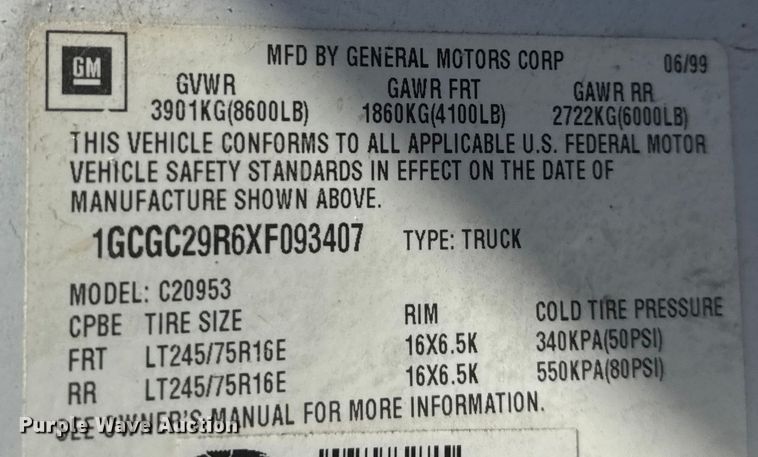 GM
MFD BY GENERAL MOTORS CORP 06/99
GVWR GAWR FRT GAWR RR
3901KG(8600LB) 1860KG(4100LB) 2722KG(6000LB)
THIS VEHICLE CONFORMS TO ALL APPLICABLE U.S. FEDERAL MOTOR
VEHICLE SAFETY STANDARDS IN EFFECT ON THE DATE OF
MANUFACTURE SHOWN ABOVE.
1GCGC29R6XF093407 TYPE: TRUCK
MODEL: C20953
CPBE TIRE SIZE RIM COLD TIRE PRESSURE
FRT LT245/75R16E 16X6.5K 340KPA(50PSI)
RR LT245/75R16E 16X6.5K 550KPA(80PSI)
SEE OWNER'S MANUAL FOR MORE INFORMATION.
Purple Wave Auction